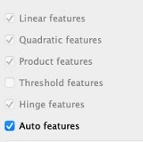 Linear features
Quadratic features
Product features
Threshold features
Hinge features
Auto features